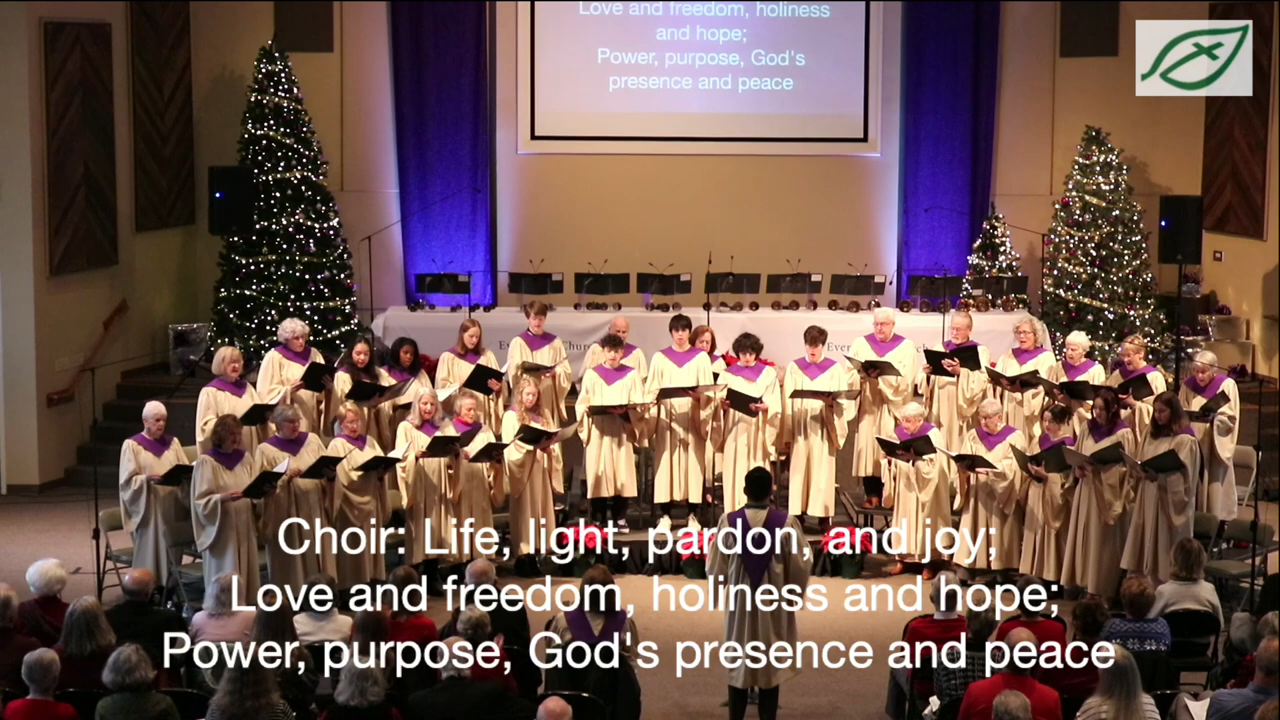 Love and freedom, holiness
and hope;
Power, purpose, God's
presence and peace
Choir: Life, light, pardon, and joy;
Love and freedom, holiness and hope;
Power, purpose, God's presence and peace